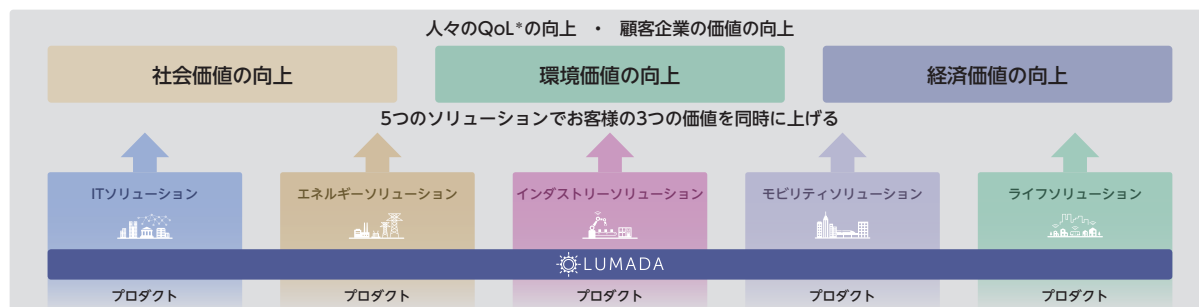 人々のQoL*の向上 ・ 顧客企業の価値の向上
社会価値の向上 環境価値の向上 経済価値の向上
5つのソリューションでお客様の3つの価値を同時に上げる
ITソリューション エネルギーソリューション インダストリーソリューション モビリティソリューション ライフソリューション
LUMADA
プロダクト プロダクト プロダクト プロダクト プロダクト